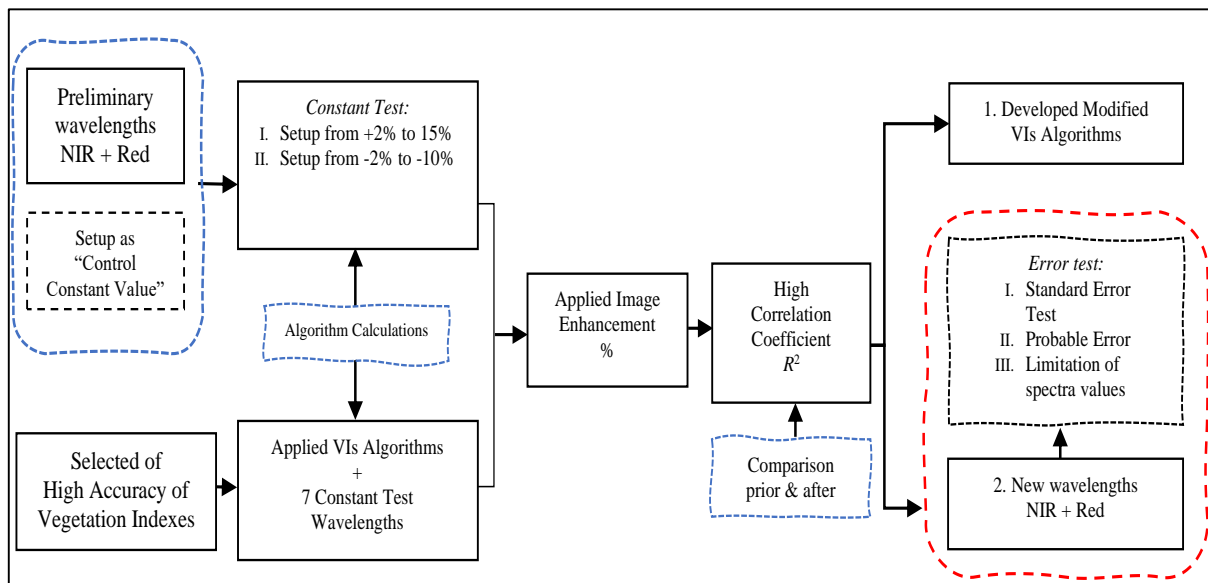 Preliminary
wavelengths
NIR + Red
Setup as
“Control
Constant Value”
Constant Test:
I. Setup from +2% to 15%
II. Setup from -2% to -10%
Algorithm Calculations
Selected of
High Accuracy of
Vegetation Indexes
Applied VIs Algorithms
+
7 Constant Test
Wavelengths
Applied Image
Enhancement
%
High
Correlation
Coefficient
R²
Comparison
prior & after
1. Developed Modified
VIs Algorithms
Error test:
I. Standard Error
Test
II. Probable Error
III. Limitation of
spectra values
2. New wavelengths
NIR + Red